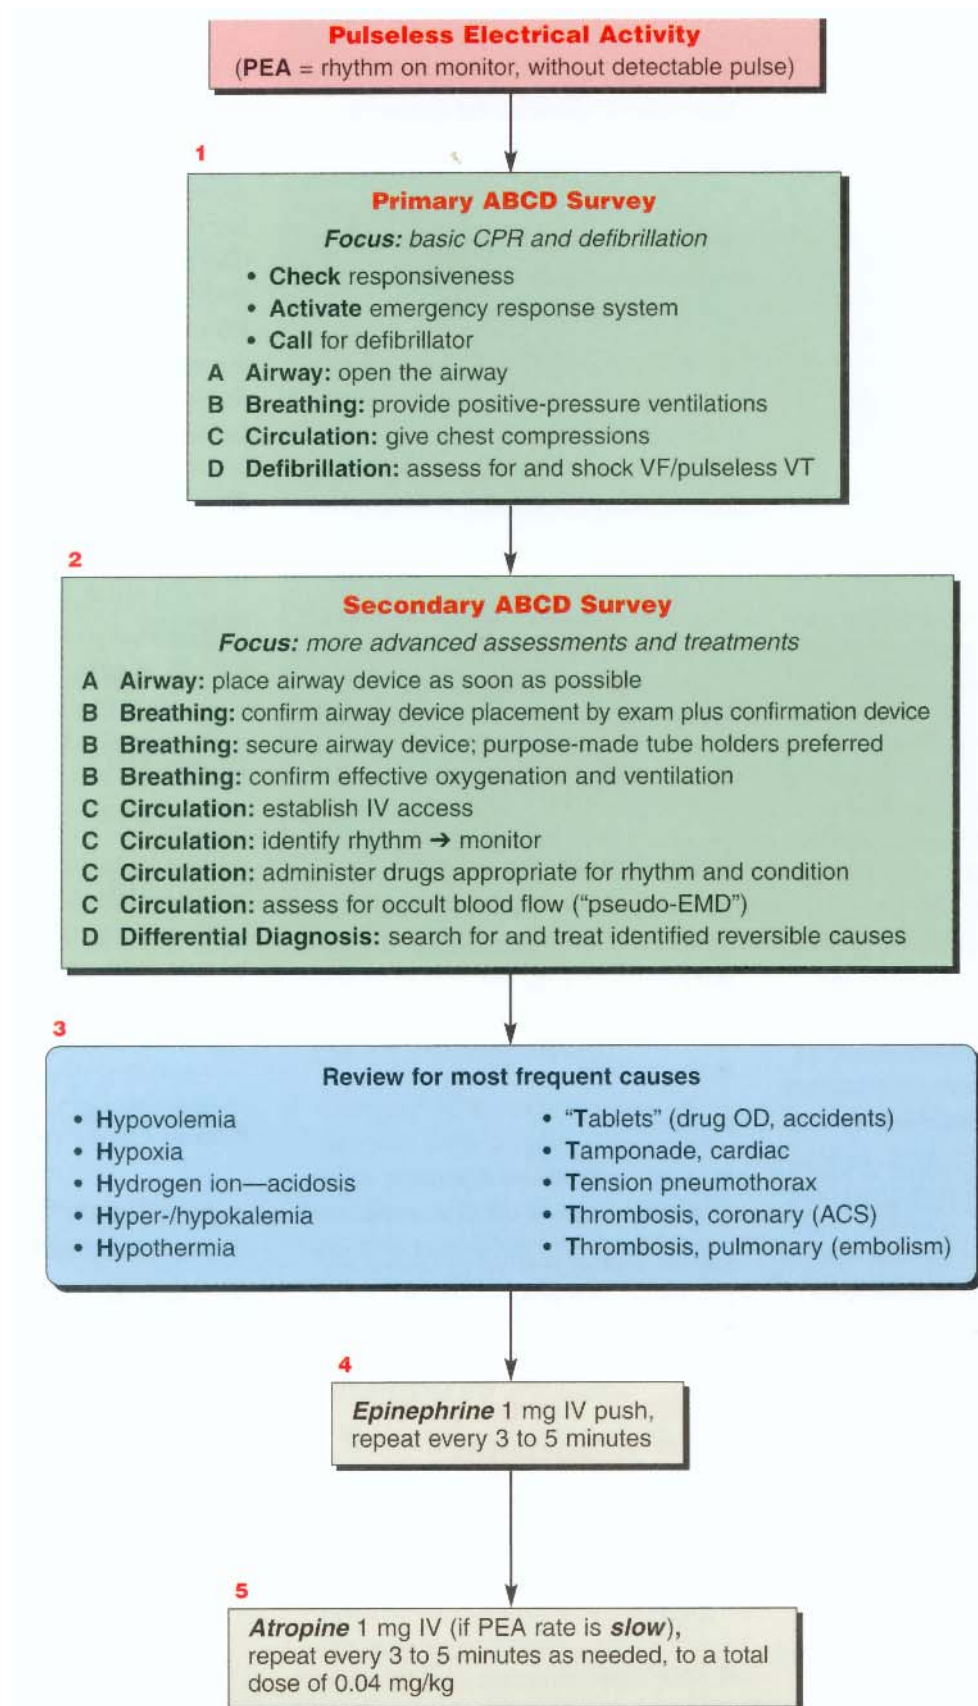 Pulseless Electrical Activity
(PEA = rhythm on monitor, without detectable pulse)
1
Primary ABCD Survey
Focus: basic CPR and defibrillation
• Check responsiveness
• Activate emergency response system
• Call for defibrillator
A Airway: open the airway
B Breathing: provide positive-pressure ventilations
C Circulation: give chest compressions
D Defibrillation: assess for and shock VF/pulseless VT
2
Secondary ABCD Survey
Focus: more advanced assessments and treatments
A Airway: place airway device as soon as possible
B Breathing: confirm airway device placement by exam plus confirmation device
B Breathing: secure airway device; purpose-made tube holders preferred
B Breathing: confirm effective oxygenation and ventilation
C Circulation: establish IV access
C Circulation: identify rhythm → monitor
C Circulation: administer drugs appropriate for rhythm and condition
C Circulation: assess for occult blood flow (“pseudo-EMD”)
D Differential Diagnosis: search for and treat identified reversible causes
3
Review for most frequent causes
• Hypovolemia
• Hypoxia
• Hydrogen ion—acidosis
• Hyper-/hypokalemia
• Hypothermia
• “Tablets” (drug OD, accidents)
• Tamponade, cardiac
• Tension pneumothorax
• Thrombosis, coronary (ACS)
• Thrombosis, pulmonary (embolism)
4
Epinephrine 1 mg IV push,
repeat every 3 to 5 minutes
5
Atropine 1 mg IV (if PEA rate is slow),
repeat every 3 to 5 minutes as needed, to a total
dose of 0.04 mg/kg